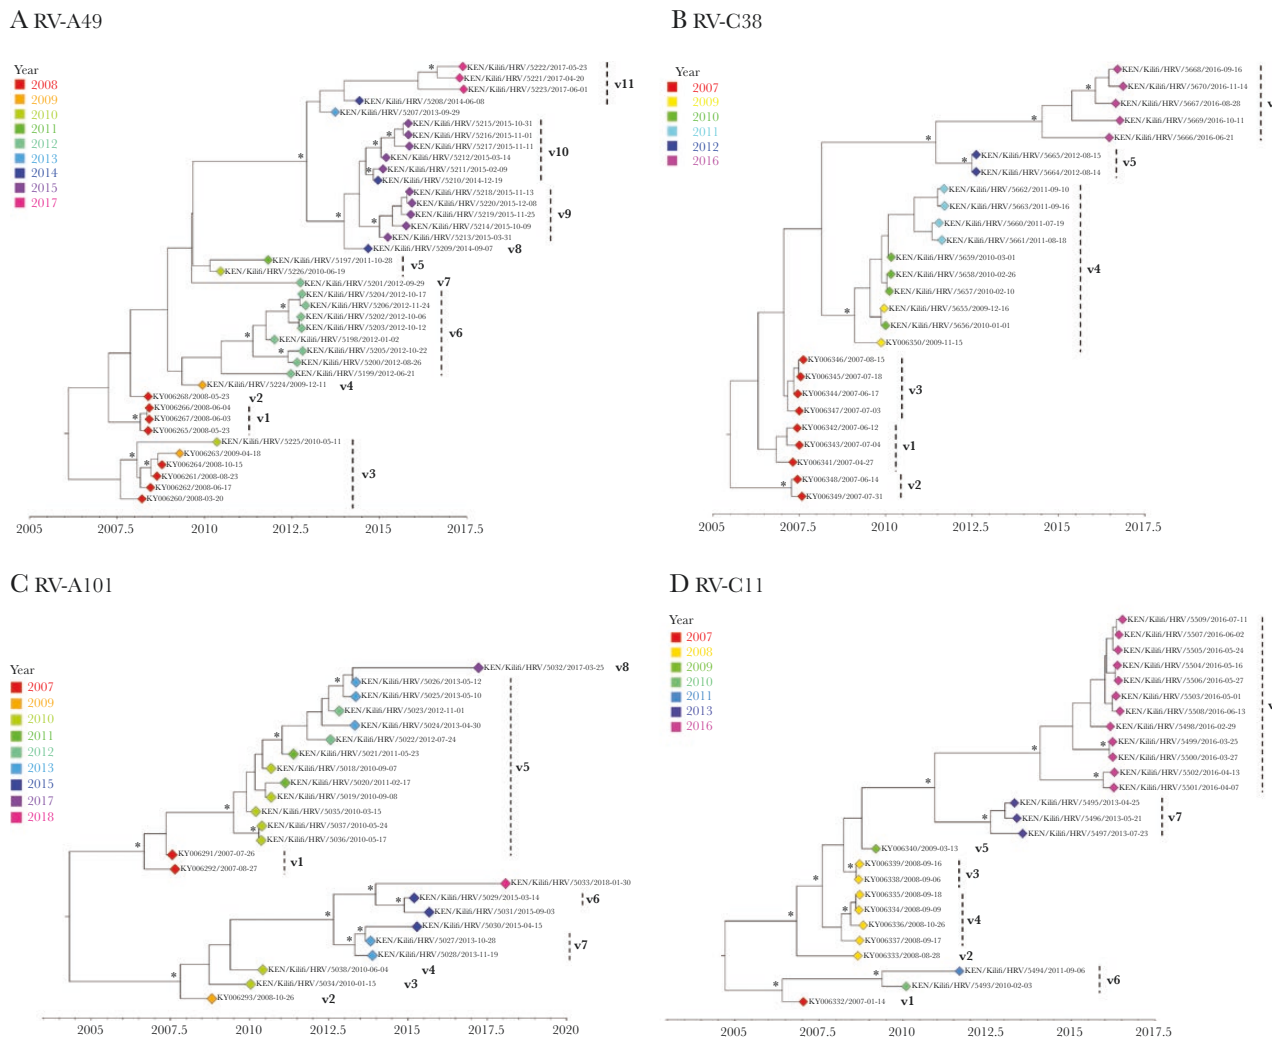 A RV-A49
Year
2008
2009
2010
2011
2012
2013
2014
2015
2017
KEN/Kilifi/HRV/5222/2017-05-23
KEN/Kilifi/HRV/5221/2017-04-20
KEN/Kilifi/HRV/5223/2017-06-01
v11
KEN/Kilifi/HRV/5208/2014-06-08
KEN/Kilifi/HRV/5207/2013-09-29
KEN/Kilifi/HRV/5215/2015-10-31
KEN/Kilifi/HRV/5216/2015-11-01
KEN/Kilifi/HRV/5217/2015-11-11
v10
KEN/Kilifi/HRV/5212/2015-03-14
KEN/Kilifi/HRV/5211/2015-02-09
KEN/Kilifi/HRV/5210/2014-12-19
KEN/Kilifi/HRV/5218/2015-11-13
KEN/Kilifi/HRV/5220/2015-12-08
KEN/Kilifi/HRV/5219/2015-11-25
v9
KEN/Kilifi/HRV/5214/2015-10-09
KEN/Kilifi/HRV/5213/2015-03-31
KEN/Kilifi/HRV/5209/2014-09-07 v8
KEN/Kilifi/HRV/5197/2011-10-28
v5
KEN/Kilifi/HRV/5226/2010-06-19
KEN/Kilifi/HRV/5201/2012-09-29 v7
KEN/Kilifi/HRV/5204/2012-10-17
KEN/Kilifi/HRV/5206/2012-11-24
KEN/Kilifi/HRV/5202/2012-10-06
KEN/Kilifi/HRV/5203/2012-10-12
v6
KEN/Kilifi/HRV/5198/2012-01-02
KEN/Kilifi/HRV/5205/2012-10-22
KEN/Kilifi/HRV/5200/2012-08-26
KEN/Kilifi/HRV/5199/2012-06-21
KEN/Kilifi/HRV/5224/2009-12-11 v4
KY006268/2008-05-23 v2
KY006266/2008-06-04
KY006267/2008-06-03
v1
KY006265/2008-05-23
KEN/Kilifi/HRV/5225/2010-05-11
KY006263/2009-04-18
KY006264/2008-10-15
v3
KY006261/2008-08-23
KY006262/2008-06-17
KY006260/2008-03-20
2005 2007.5 2010 2012.5 2015 2017.5
B RV-C38
Year
2007
2009
2010
2011
2012
2016
KEN/Kilifi/HRV/5668/2016-09-16
KEN/Kilifi/HRV/5670/2016-11-14
KEN/Kilifi/HRV/5667/2016-08-28
KEN/Kilifi/HRV/5669/2016-10-11
KEN/Kilifi/HRV/5666/2016-06-21
KEN/Kilifi/HRV/5665/2012-08-15
v5
KEN/Kilifi/HRV/5664/2012-08-14
KEN/Kilifi/HRV/5662/2011-09-10
KEN/Kilifi/HRV/5663/2011-09-16
KEN/Kilifi/HRV/5660/2011-07-19
KEN/Kilifi/HRV/5661/2011-08-18
KEN/Kilifi/HRV/5659/2010-03-01
v4
KEN/Kilifi/HRV/5658/2010-02-26
KEN/Kilifi/HRV/5657/2010-02-10
KEN/Kilifi/HRV/5655/2009-12-16
KEN/Kilifi/HRV/5656/2010-01-01
KY006350/2009-11-15
KY006346/2007-08-15
KY006345/2007-07-18
v3
KY006344/2007-06-17
KY006347/2007-07-03
KY006342/2007-06-12
KY006343/2007-07-04
v1
KY006341/2007-04-27
KY006348/2007-06-14
v2
KY006349/2007-07-31
2005 2007.5 2010 2012.5 2015 2017.5
C RV-A101
Year
2007
2009
2010
2011
2012
2013
2015
2017
2018
KEN/Kilifi/HRV/5032/2017-03-25 v8
KEN/Kilifi/HRV/5026/2013-05-12
KEN/Kilifi/HRV/5025/2013-05-10
KEN/Kilifi/HRV/5023/2012-11-01
KEN/Kilifi/HRV/5024/2013-04-30
KEN/Kilifi/HRV/5022/2012-07-24
KEN/Kilifi/HRV/5021/2011-05-23
v5
KEN/Kilifi/HRV/5018/2010-09-07
KEN/Kilifi/HRV/5020/2011-02-17
KEN/Kilifi/HRV/5019/2010-09-08
KEN/Kilifi/HRV/5035/2010-03-15
KEN/Kilifi/HRV/5037/2010-05-24
KEN/Kilifi/HRV/5036/2010-05-17
KY006291/2007-07-26
v1
KY006292/2007-08-27
KEN/Kilifi/HRV/5033/2018-01-30
KEN/Kilifi/HRV/5029/2015-03-14
v6
KEN/Kilifi/HRV/5031/2015-09-03
KEN/Kilifi/HRV/5030/2015-04-15
KEN/Kilifi/HRV/5027/2013-10-28
v7
KEN/Kilifi/HRV/5028/2013-11-19
KEN/Kilifi/HRV/5038/2010-06-04 v4
KEN/Kilifi/HRV/5034/2010-01-15 v3
KY006293/2008-10-26 v2
2005 2007.5 2010 2012.5 2015 2017.5 2020
D RV-C11
Year
2007
2008
2009
2010
2011
2013
2016
KEN/Kilifi/HRV/5509/2016-07-11
KEN/Kilifi/HRV/5507/2016-06-02
KEN/Kilifi/HRV/5505/2016-05-24
KEN/Kilifi/HRV/5504/2016-05-16
KEN/Kilifi/HRV/5506/2016-05-27
KEN/Kilifi/HRV/5503/2016-05-01
KEN/Kilifi/HRV/5508/2016-06-13
KEN/Kilifi/HRV/5498/2016-02-29
KEN/Kilifi/HRV/5499/2016-03-25
KEN/Kilifi/HRV/5500/2016-03-27
KEN/Kilifi/HRV/5502/2016-04-13
KEN/Kilifi/HRV/5501/2016-04-07
KEN/Kilifi/HRV/5495/2013-04-25
KEN/Kilifi/HRV/5496/2013-05-21
v7
KEN/Kilifi/HRV/5497/2013-07-23
KY006340/2009-03-13 v5
KY006339/2008-09-16
v3
KY006338/2008-09-06
KY006335/2008-09-18
KY006334/2008-09-09
v4
KY006336/2008-10-26
KY006337/2008-09-17
KY006333/2008-08-28 v2
KEN/Kilifi/HRV/5494/2011-09-06
v6
KEN/Kilifi/HRV/5493/2010-02-03
KY006332/2007-01-14 v1
2005 2007.5 2010 2012.5 2015 2017.5